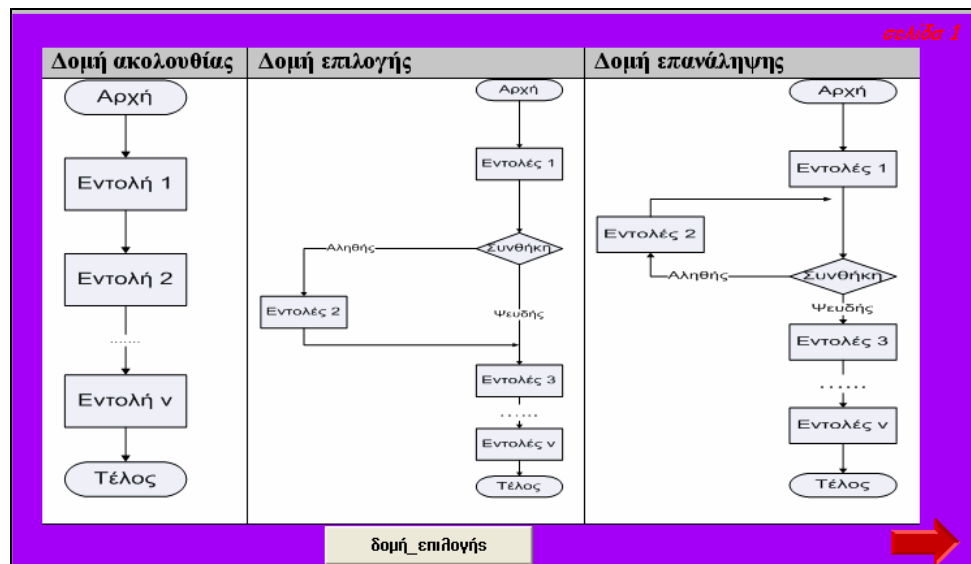 σελίδα 1
Δομή ακολουθίας
Δομή επιλογής
Δομή επανάληψης
Αρχή
Εντολή 1
Εντολή 2
.......
Εντολή ν
Τέλος
Αρχή
Εντολές 1
Αληθής
Συνθήκη
Εντολές 2
Ψευδής
Εντολές 3
......
Εντολές ν
Τέλος
Αρχή
Εντολές 1
Εντολές 2
Αληθής
Συνθήκη
Ψευδής
Εντολές 3
......
Εντολές ν
Τέλος
δομή_επιλογής